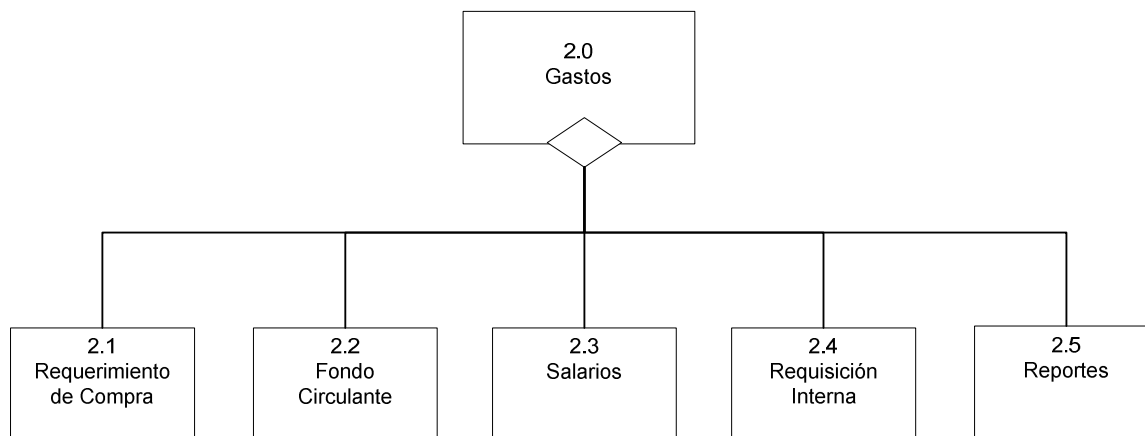 2.0
Gastos
2.1
Requerimiento
de Compra
2.2
Fondo
Circulante
2.3
Salarios
2.4
Requisición
Interna
2.5
Reportes